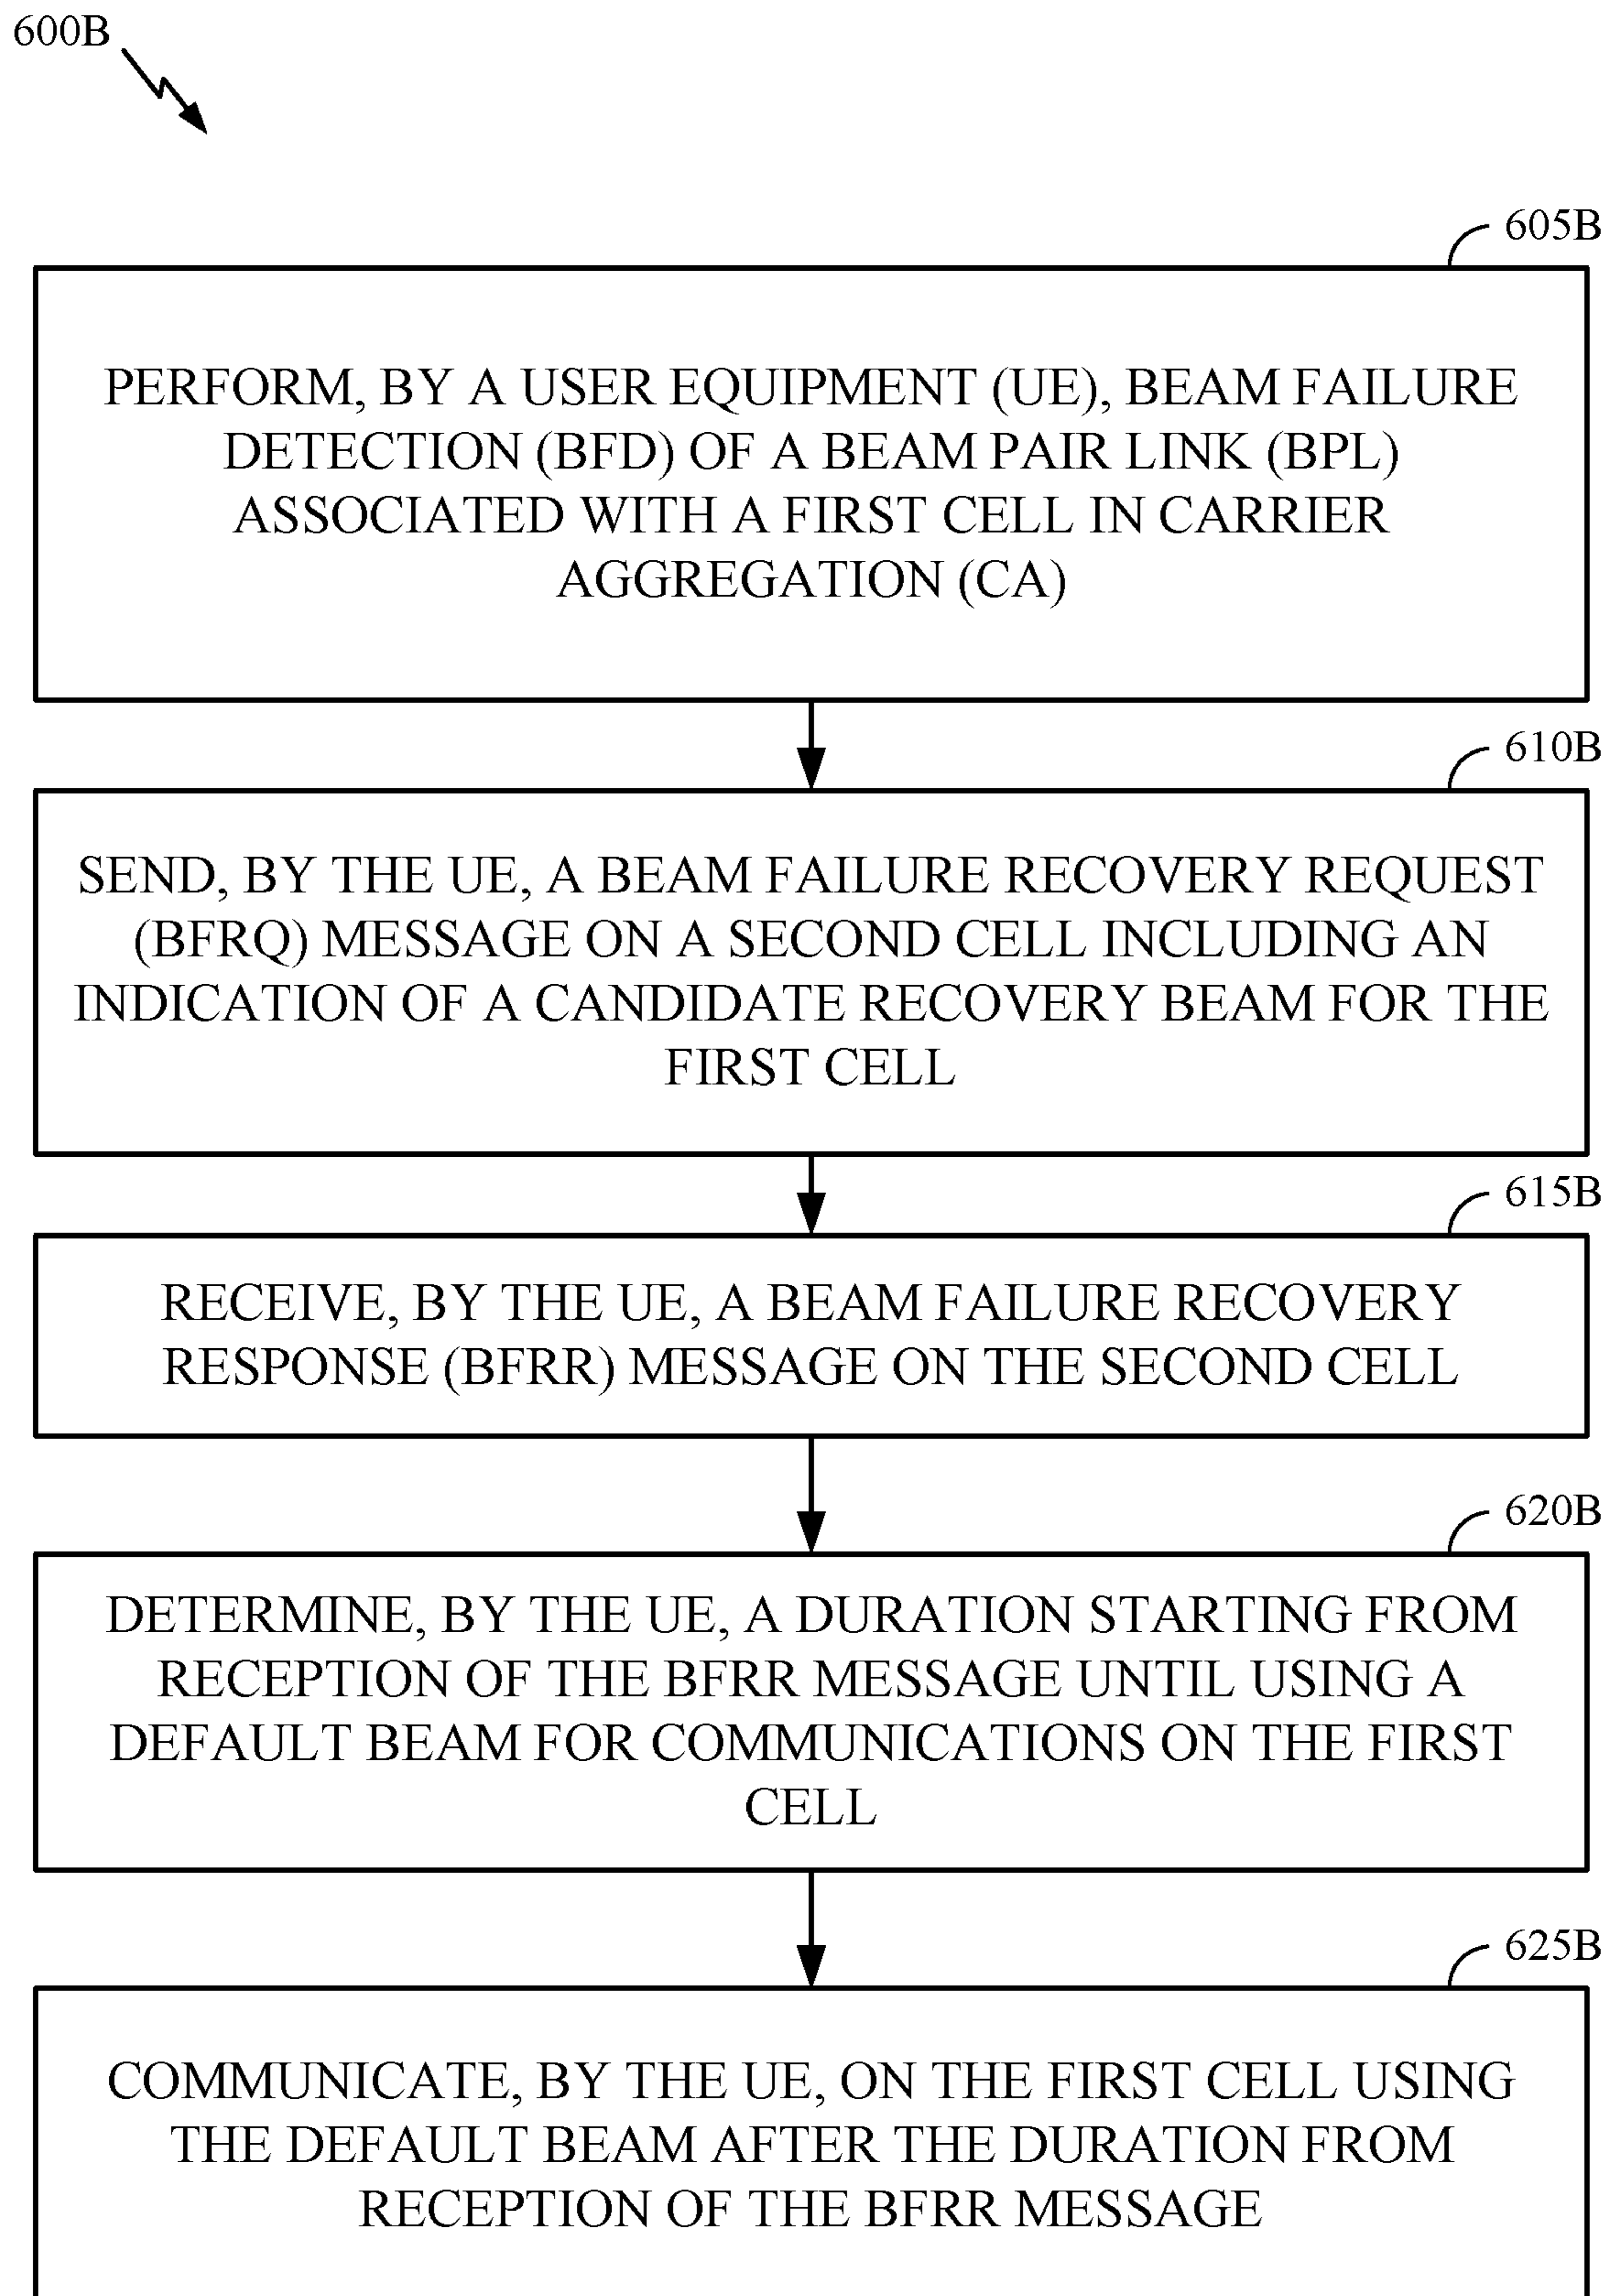 600B
605B
PERFORM, BY A USER EQUIPMENT (UE), BEAM FAILURE
DETECTION (BFD) OF A BEAM PAIR LINK (BPL)
ASSOCIATED WITH A FIRST CELL IN CARRIER
AGGREGATION (CA)
610B
SEND, BY THE UE, A BEAM FAILURE RECOVERY REQUEST
(BFRQ) MESSAGE ON A SECOND CELL INCLUDING AN
INDICATION OF A CANDIDATE RECOVERY BEAM FOR THE
FIRST CELL
615B
RECEIVE, BY THE UE, A BEAM FAILURE RECOVERY
RESPONSE (BFRR) MESSAGE ON THE SECOND CELL
620B
DETERMINE, BY THE UE, A DURATION STARTING FROM
RECEPTION OF THE BFRR MESSAGE UNTIL USING A
DEFAULT BEAM FOR COMMUNICATIONS ON THE FIRST
CELL
625B
COMMUNICATE, BY THE UE, ON THE FIRST CELL USING
THE DEFAULT BEAM AFTER THE DURATION FROM
RECEPTION OF THE BFRR MESSAGE